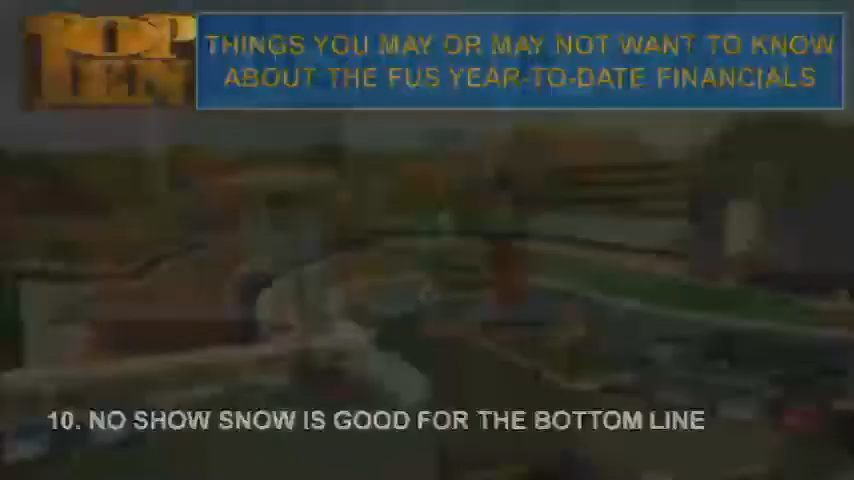 TOP
TEN
THINGS YOU MAY OR MAY NOT WANT TO KNOW
ABOUT THE FUS YEAR-TO-DATE FINANCIALS
10. NO SHOW SNOW IS GOOD FOR THE BOTTOM LINE